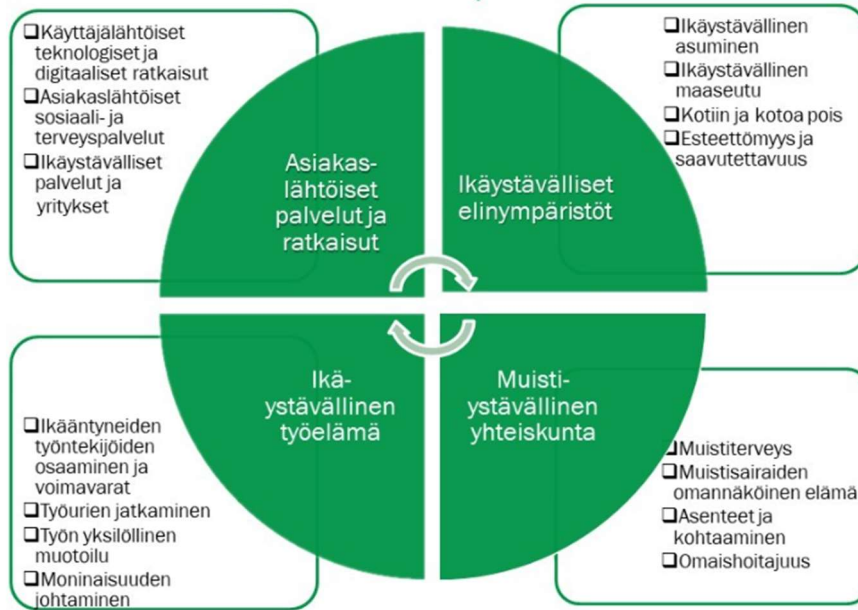 ❑Käyttäjälähtöiset
teknologiset ja
digitaaliset ratkaisut
❑Asiakaslähtöiset
sosiaali- ja
terveyspalvelut
❑Ikäystävälliset
palvelut ja
yritykset
Asiakas-
lähtöiset
palvelut ja
ratkaisut
Ikäystävälliset
elinympäristöt
❑Ikäystävällinen
asuminen
❑Ikäystävällinen
maaseutu
❑Kotiin ja kotoa pois
❑Esteettömyys ja
saavutettavuus
❑Ikääntyneiden
työntekijöiden
osaaminen ja
voimavarat
❑Työurien jatkaminen
❑Työn yksilöllinen
muotoilu
❑Moninaisuuden
johtaminen
Ikä-
ystävällinen
työelämä
Muisti-
ystävällinen
yhteiskunta
❑Muistiterveys
❑Muistisairaiden
omannäköinen elämä
❑Asenteet ja
kohtaaminen
❑Omaishoitajuus